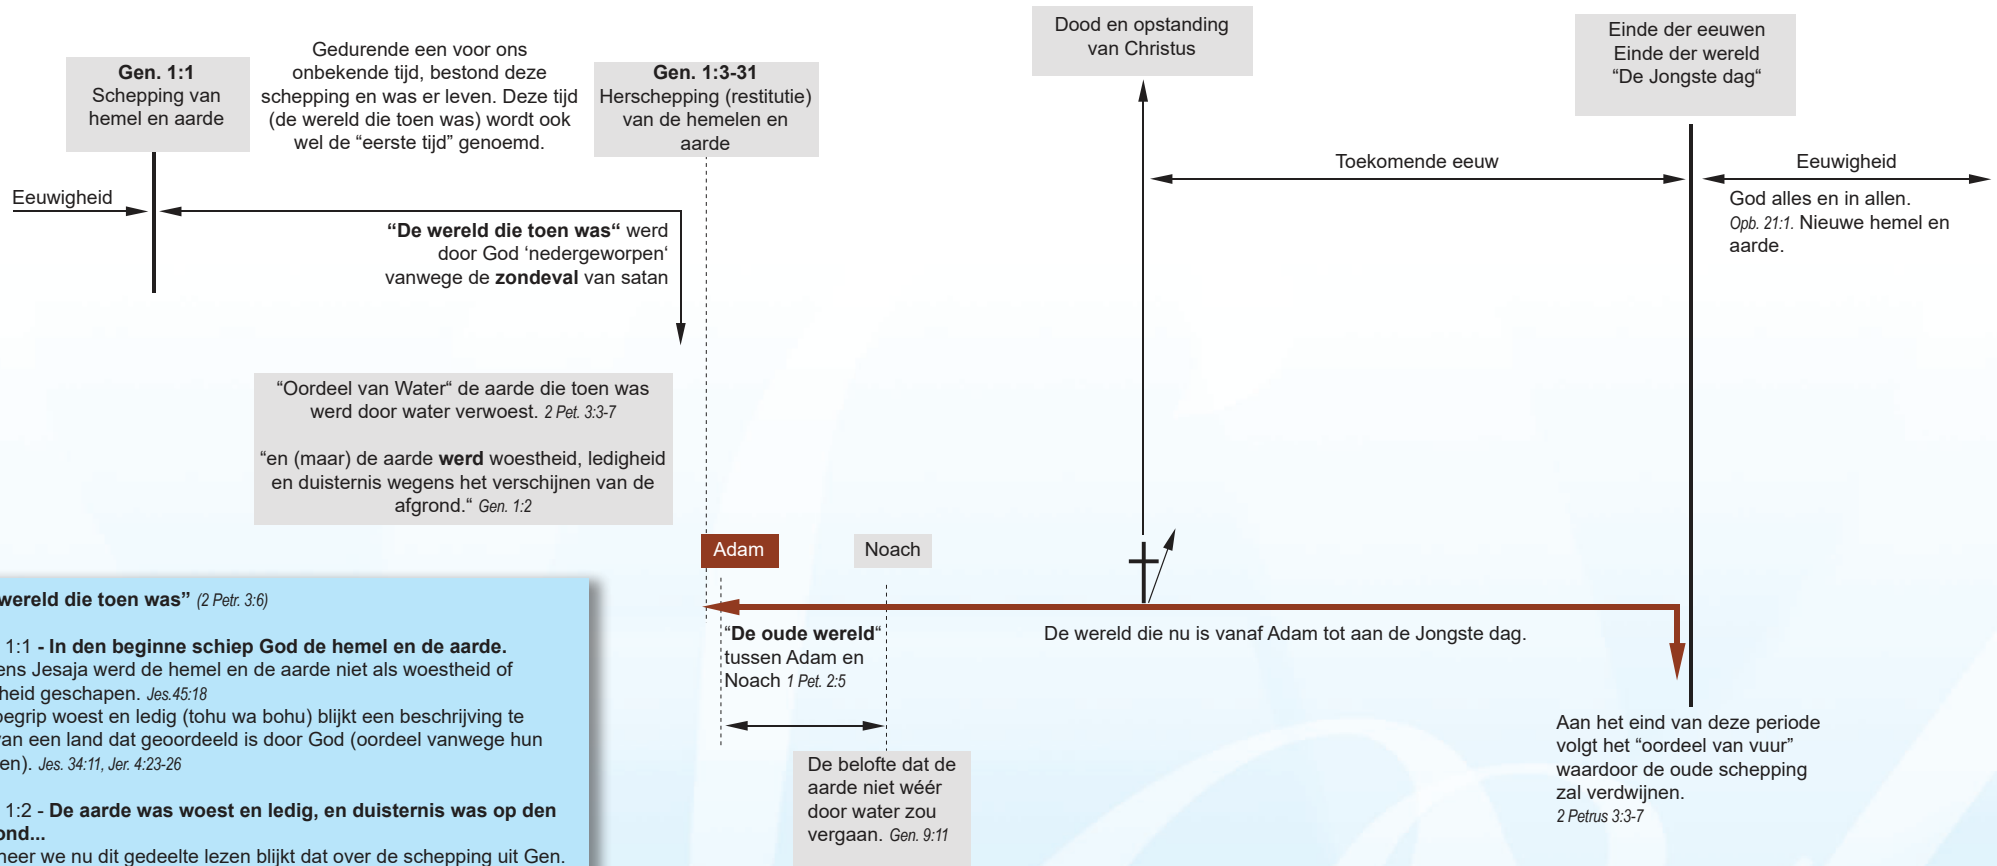 Gen. 1:1
Schepping van
hemel en aarde
Gedurende een voor ons
onbekende tijd, bestond deze
schepping en was er leven. Deze tijd
(de wereld die toen was) wordt ook
wel de “eerste tijd” genoemd.
Gen. 1:3-31
Herschepping (restitutie)
van de hemelen en
aarde
Dood en opstanding
van Christus
Einde der eeuwen
Einde der wereld
“De Jongste dag“
Eeuwigheid
Toekomende eeuw
Eeuwigheid
God alles en in allen.
Opb. 21:1. Nieuwe hemel en
aarde.
“De wereld die toen was“ werd
door God ‘nedergeworpen‘
vanwege de zondeval van satan
“Oordeel van Water“ de aarde die toen was
werd door water verwoest. 2 Pet. 3:3-7
“en (maar) de aarde werd woestheid, ledigheid
en duisternis wegens het verschijnen van de
afgrond.“ Gen. 1:2
Adam
Noach
“De oude wereld“
tussen Adam en
Noach 1 Pet. 2:5
De wereld die nu is vanaf Adam tot aan de Jongste dag.
De belofte dat de
aarde niet wéér
door water zou
vergaan. Gen. 9:11
Aan het eind van deze periode
volgt het “oordeel van vuur”
waardoor de oude schepping
zal verdwijnen.
2 Petrus 3:3-7
wereld die toen was” (2 Petr. 3:6)
1:1 - In den beginne schiep God de hemel en de aarde.
ens Jesaja werd de hemel en de aarde niet als woestheid of
heid geschapen. Jes.45:18
begrip woest en ledig (tohu wa bohu) blijkt een beschrijving te
van een land dat geoordeeld is door God (oordeel vanwege hun
en). Jes. 34:11, Jer. 4:23-26
1:2 - De aarde was woest en ledig, en duisternis was op den
ond...
neer we nu dit gedeelte lezen blijkt dat over de schepping uit Gen.